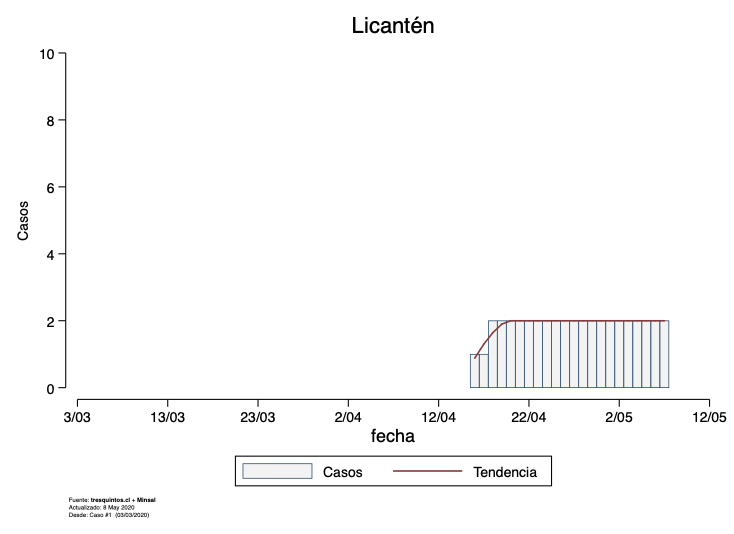 Licantén
10
8
6
4
2
0
Casos
3/03 13/03 23/03 2/04 12/04 22/04 2/05 12/05
fecha
Casos Tendencia
Fuente: tresquintos.cl + Minsal
Actualizado: 8 May 2020
Desde: Caso #1 (03/03/2020)